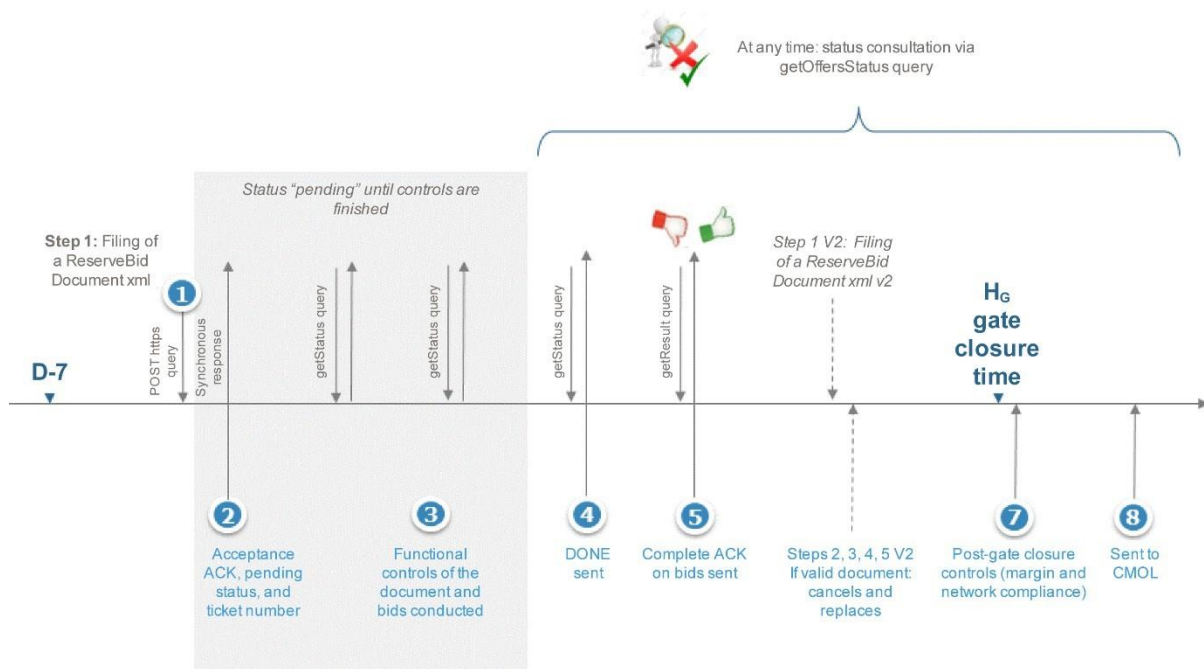 At any time: status consultation via
getOffersStatus query
Status “pending” until controls are
finished
Step 1: Filing of
a ReserveBid
Document xml
1
POST https
query
Synchronous
response
getStatus query
getStatus query
getStatus query
getResult query
Step 1 V2: Filing
of a ReserveBid
Document xml v2
D-7
HG
gate
closure
time
2
Acceptance
ACK, pending
status, and
ticket number
3
Functional
controls of the
document and
bids conducted
4
DONE
sent
5
Complete ACK
on bids sent
Steps 2, 3, 4, 5 V2
If valid document:
cancels and
replaces
7
Post-gate closure
controls (margin and
network compliance)
8
Sent to
CMOL